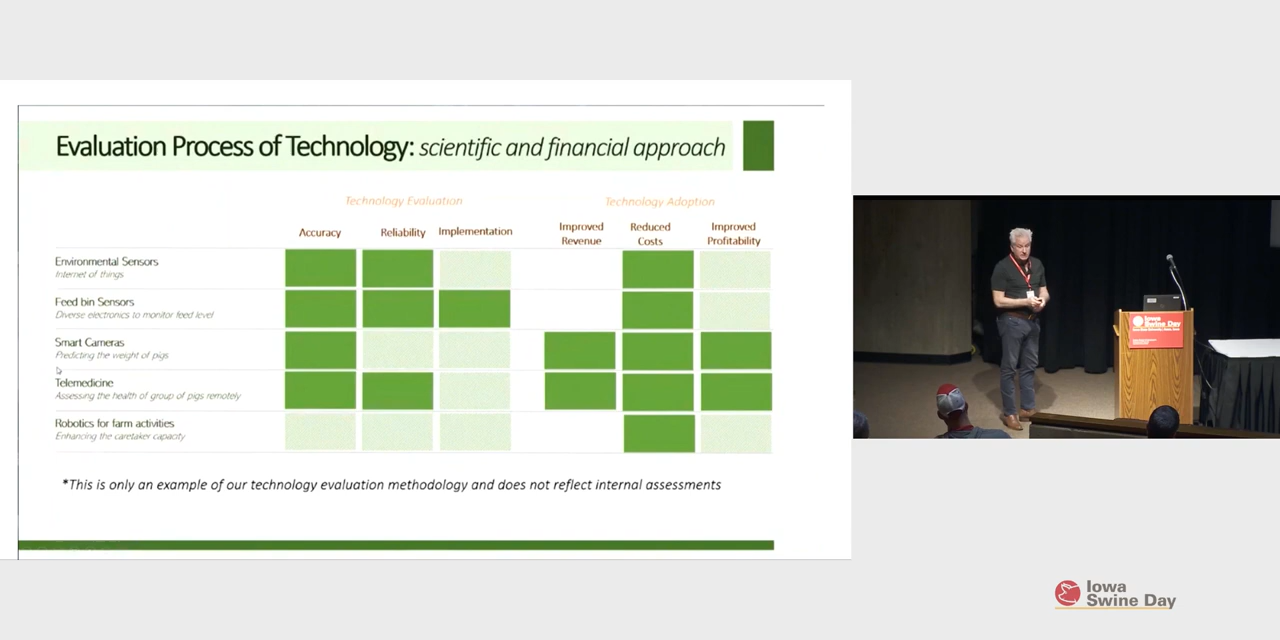 Evaluation Process of Technology: scientific and financial approach
Technology Evaluation
Technology Adoption
Accuracy
Reliability
Implementation
Improved
Revenue
Reduced
Costs
Improved
Profitability
Environmental Sensors
Internet of things
Feed bin Sensors
Diverse electronics to monitor feed level
Smart Cameras
Predicting the weight of pigs
Telemedicine
Assessing the health of group of pigs remotely
Robotics for farm activities
Enhancing the caretaker capacity
*This is only an example of our technology evaluation methodology and does not reflect internal assessments
Iowa
Swine Day
Iowa
Swine Day